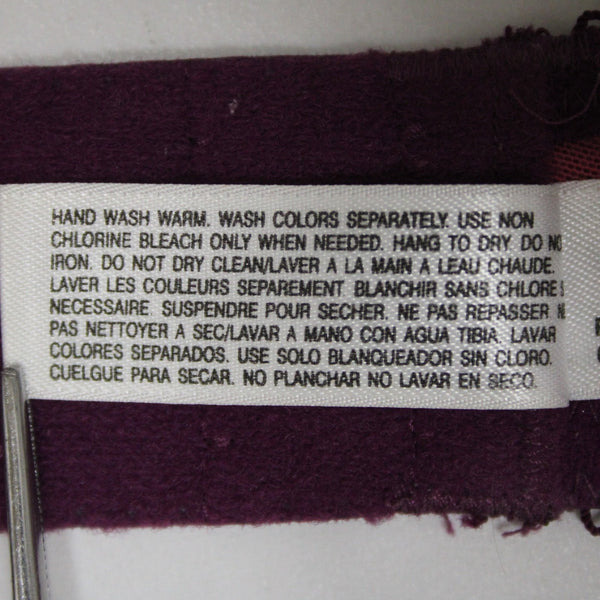 HAND WASH WARM. WASH COLORS SEPARATELY. USE NON
CHLORINE BLEACH ONLY WHEN NEEDED. HANG TO DRY. DO NO
IRON. DO NOT DRY CLEAN/LAVER A LA MAIN A LEAU CHAUDE.
LAVER LES COULEURS SEPAREMENT BLANCHIR SANS CHLORE
NECESSAIRE. SUSPENDRE POUR SECHER. NE PAS REPASSER N
PAS NETTOYER A SEC/LAVAR A MANO CON AGUA TIBIA. LAVAR
COLORES SEPARADOS. USE SOLO BLANQUEADOR SIN CLORO.
CUELGUE PARA SECAR. NO PLANCHAR NO LAVAR EN SECO.